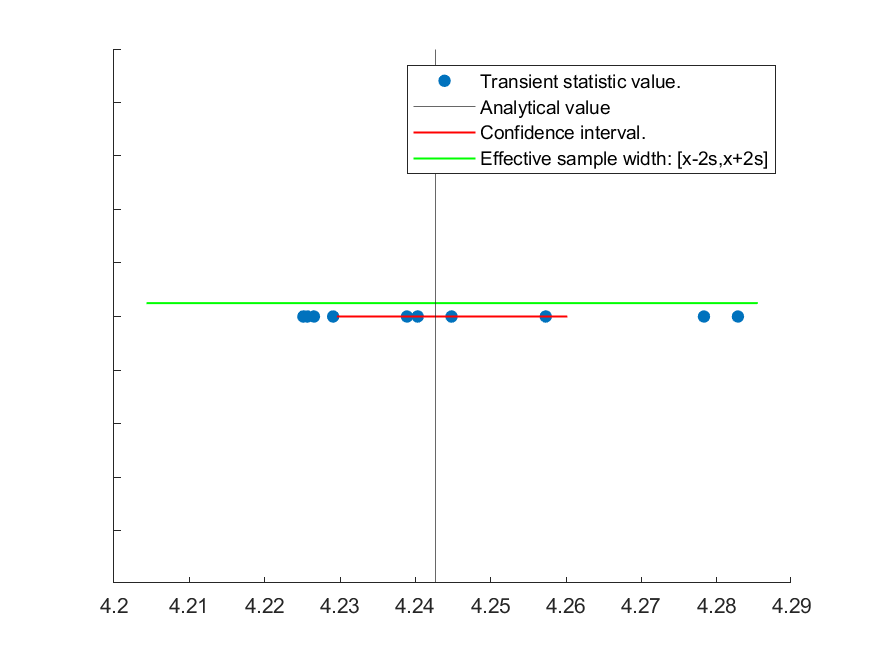 Transient statistic value.
Analytical value
Confidence interval.
Effective sample width: [x-2s,x+2s]
4.2 4.21 4.22 4.23 4.24 4.25 4.26 4.27 4.28 4.29